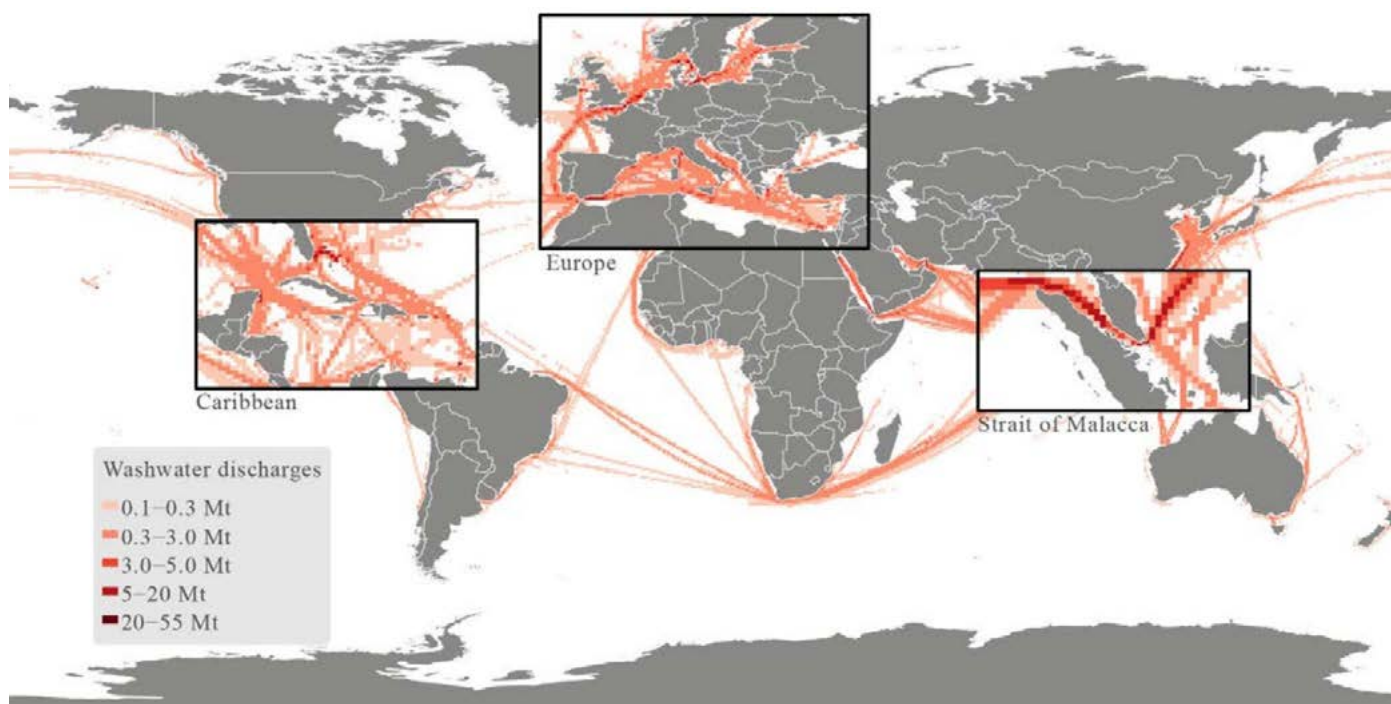 Europe
Caribbean
Strait of Malacca
Washwater discharges
0.1–0.3 Mt
0.3–3.0 Mt
3.0–5.0 Mt
5–20 Mt
20–55 Mt